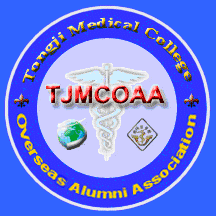 Tongji Medical College
TJMCOAA
Overseas Alumni Association